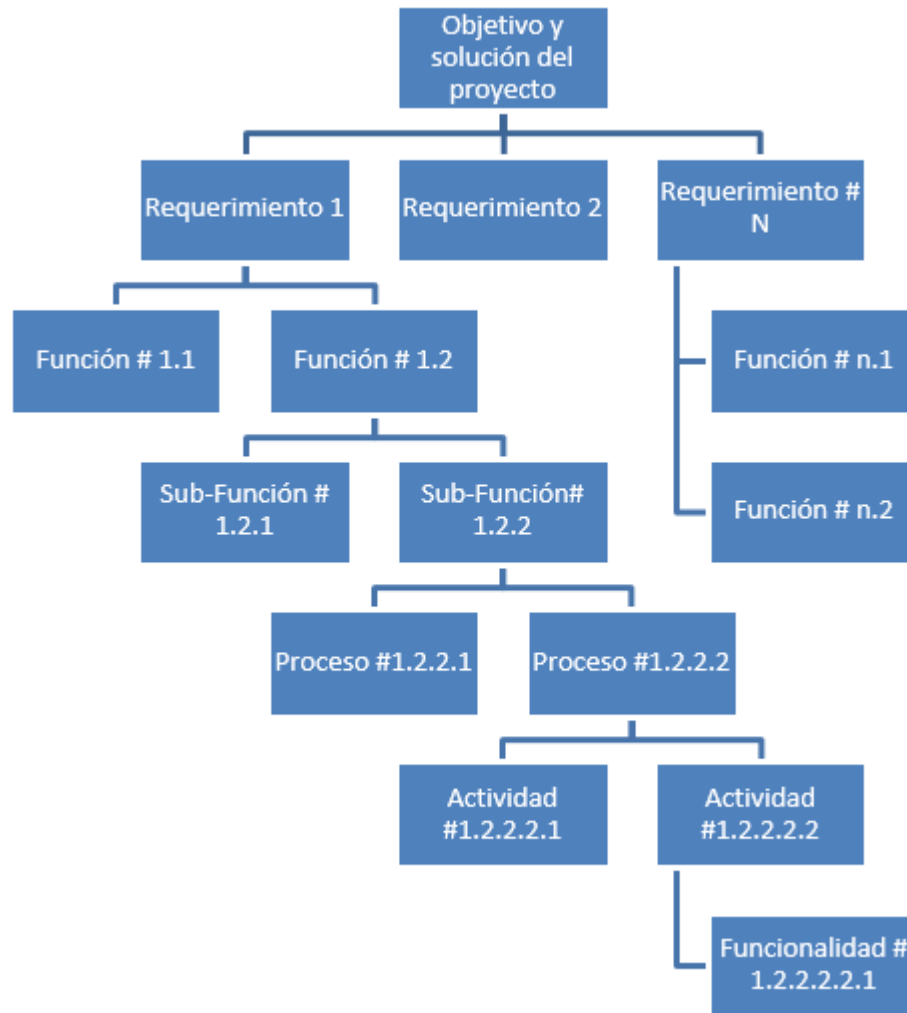 Objetivo y
solución del
proyecto
Requerimiento 1
Requerimiento 2
Requerimiento #
N
Función # 1.1
Función # 1.2
Función # n.1
Sub-Función #
1.2.1
Sub-Función#
1.2.2
Función # n.2
Proceso #1.2.2.1
Proceso #1.2.2.2
Actividad
#1.2.2.2.1
Actividad
#1.2.2.2.2
Funcionalidad #
1.2.2.2.2.1